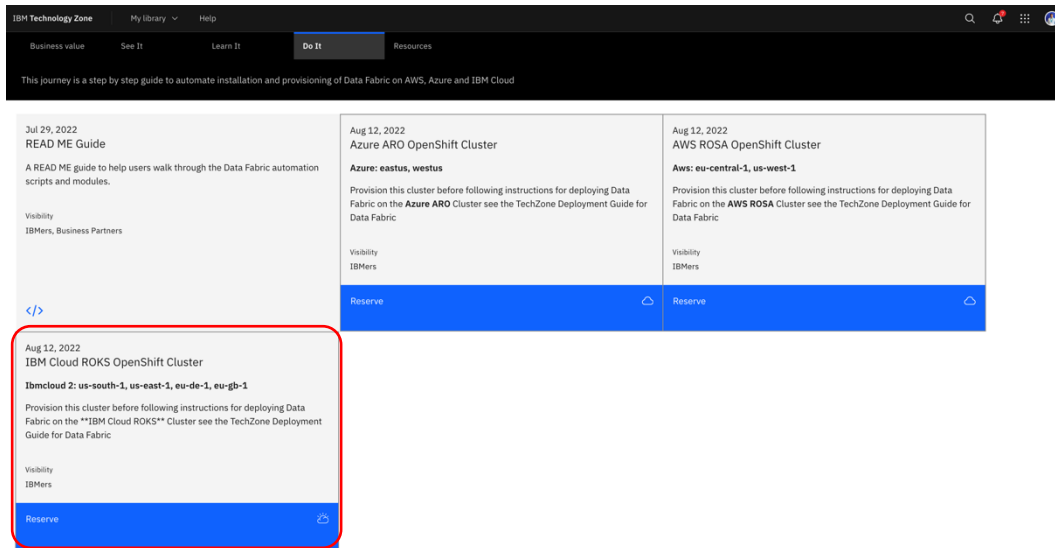 IBM Technology Zone My library Help
Business value See It Learn It Do It Resources
This journey is a step by step guide to automate installation and provisioning of Data Fabric on AWS, Azure and IBM Cloud
Jul 29, 2022
READ ME Guide
A READ ME guide to help users walk through the Data Fabric automation
scripts and modules.
Visibility
IBMers, Business Partners
</>
Aug 12, 2022
Azure ARO OpenShift Cluster
Azure: eastus, westus
Provision this cluster before following instructions for deploying Data
Fabric on the Azure ARO Cluster see the TechZone Deployment Guide for
Data Fabric
Visibility
IBMers
Reserve
Aug 12, 2022
AWS ROSA OpenShift Cluster
Aws: eu-central-1, us-west-1
Provision this cluster before following instructions for deploying Data
Fabric on the AWS ROSA Cluster see the TechZone Deployment Guide for
Data Fabric
Visibility
IBMers
Reserve
Aug 12, 2022
IBM Cloud ROKS OpenShift Cluster
Ibmcloud 2: us-south-1, us-east-1, eu-de-1, eu-gb-1
Provision this cluster before following instructions for deploying Data
Fabric on the **IBM Cloud ROKS** Cluster see the TechZone Deployment
Guide for Data Fabric
Visibility
IBMers
Reserve